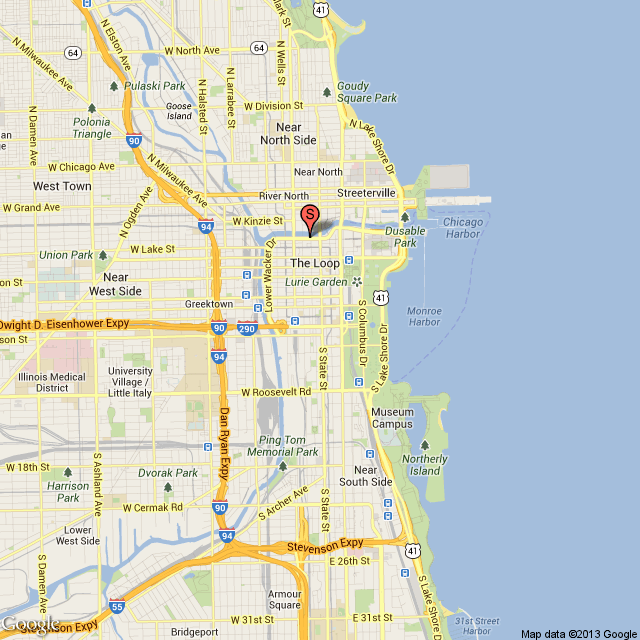 41
Clark St
N Elston Ave
N Wells St
64
W North Ave
64
N Milwaukee Ave
N Larrabee St
N Halsted St
Pulaski Park
Goudy
Square Park
Goose
Island
W Division St
N Damen Ave
Polonia
Triangle
Near
North Side
N Lake Shore Dr
90
W Chicago Ave
N Milwaukee Ave
Near North
West Town
River North
Streeterville
N Ogden Ave
W Grand Ave
94
W Kinzie St
S
Dusable
Park
Chicago
Harbor
W Lake St
Union Park
Lower Wacker Dr
The Loop
Near
West Side
Lurie Garden
41
Greektown
S Columbus Dr
Monroe
Harbor
Dwight D. Eisenhower Expy
90
290
son St
94
S State St
S Lake Shore Dr
Illinois Medical
District
University
Village /
Little Italy
W Roosevelt Rd
Dan Ryan Expy
Museum
Campus
Ping Tom
Memorial Park
Northerly
Island
W 18th St
S Ashland Ave
Dvorak Park
Near
South Side
Harrison
Park
S Archer Ave
S State St
W Cermak Rd
90
Lower
West Side
94
Stevenson Expy
41
E 26th St
S Damen Ave
Armour
Square
S Lake Shore Dr
55
W 31st St
E 31st St
31st Street
Harbor
Google
Stevenson Expy
Bridgeport
Map data ©2013 Google